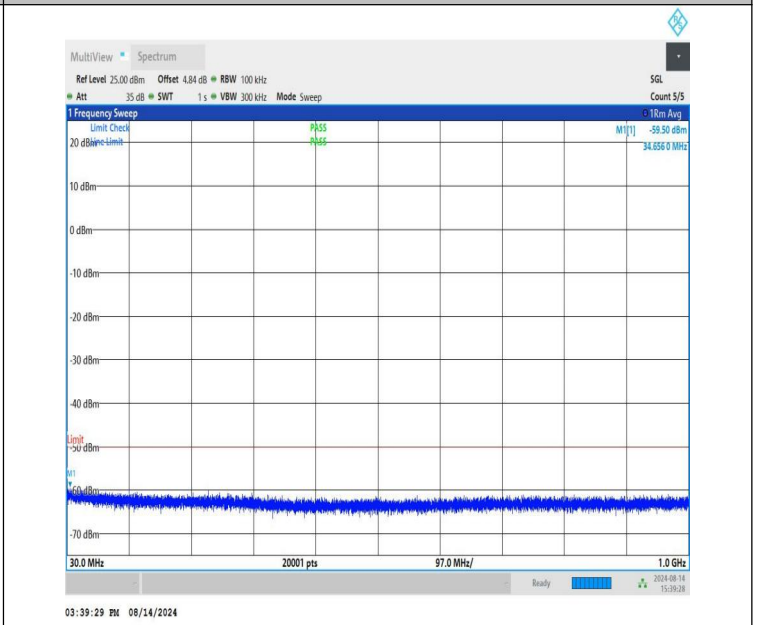 MultiView Spectrum
Ref Level 25.00 dBm Offset 4.84 dB RBW 100 kHz SGL
Att 35 dB SWT 1 s VBW 300 kHz Mode Sweep Count 5/5
1 Frequency Sweep 1Rm Avg
Limit Check PASS M1[1] -59.50 dBm
20 dBm Line Limit PASS 34.656 0 MHz
10 dBm
0 dBm
-10 dBm
-20 dBm
-30 dBm
-40 dBm
Limit
-50 dBm
M1
-60 dBm
-70 dBm
30.0 MHz 20001 pts 97.0 MHz/ 1.0 GHz
Ready 2024-08-14
15:39:28
03:39:29 PM 08/14/2024